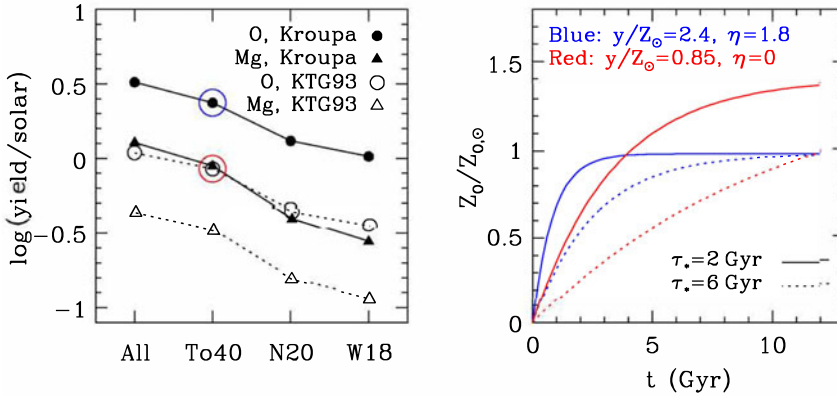 O, Kroupa
Mg, Kroupa
O, KTG93
Mg, KTG93
log(yield/solar)
1
0.5
0
−0.5
−1
All To40 N20 W18
Blue: y/Z⊙=2.4, η=1.8
Red: y/Z⊙=0.85, η=0
Z₀/Z₀,⊙
1.5
1
0.5
0
τ*=2 Gyr
τ*=6 Gyr
0 5 10
t (Gyr)